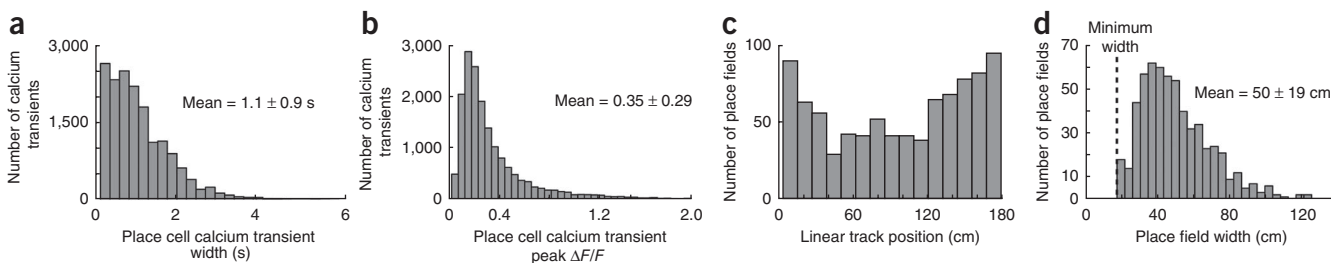 a
Number of calcium
transients
3,000
1,500
0
Mean = 1.1 ± 0.9 s
0
2
4
6
Place cell calcium transient
width (s)
b
Number of calcium
transients
3,000
2,000
1,000
0
Mean = 0.35 ± 0.29
0
0.4
1.2
2.0
Place cell calcium transient
peak ΔF/F
c
Number of place fields
100
50
0
0
60
120
180
Linear track position (cm)
d
Minimum
width
Number of place fields
70
60
40
20
0
Mean = 50 ± 19 cm
0
40
80
120
Place field width (cm)